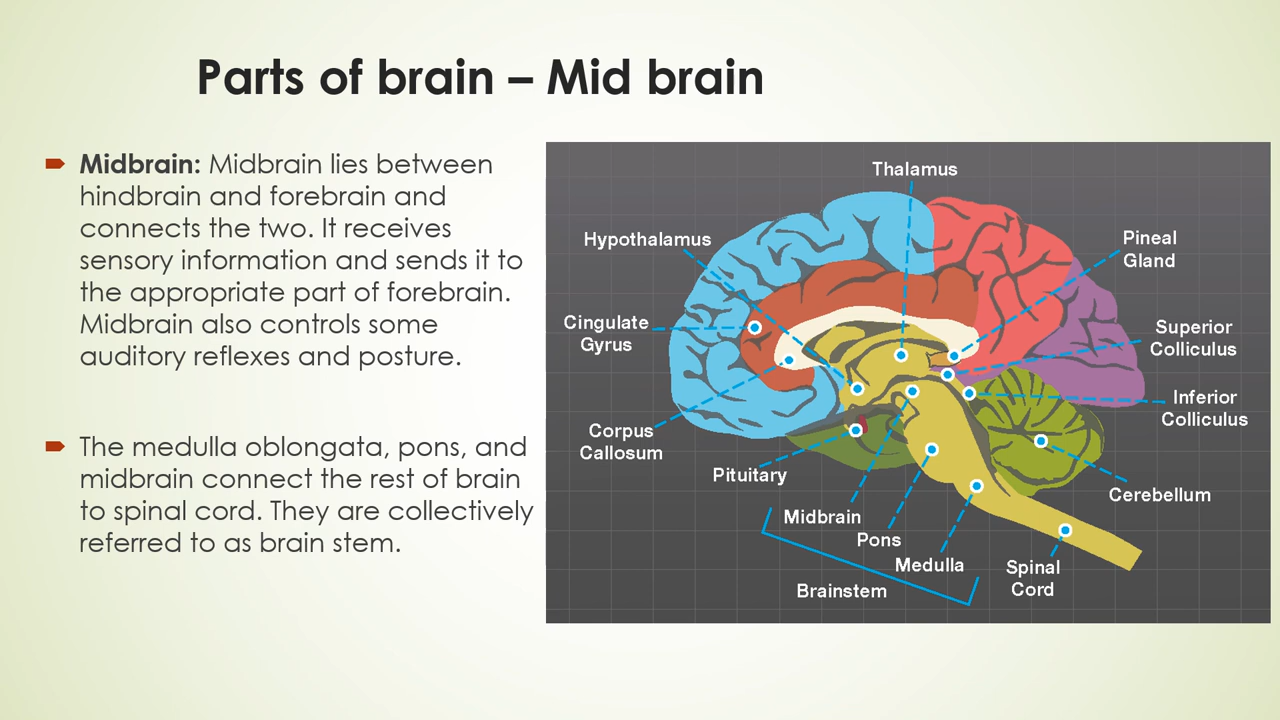 Parts of brain – Mid brain
Midbrain: Midbrain lies between
hindbrain and forebrain and
connects the two. It receives
sensory information and sends it to
the appropriate part of forebrain.
Midbrain also controls some
auditory reflexes and posture.
The medulla oblongata, pons, and
midbrain connect the rest of brain
to spinal cord. They are collectively
referred to as brain stem.
Thalamus
Hypothalamus
Pineal
Gland
Cingulate
Gyrus
Superior
Colliculus
Inferior
Colliculus
Corpus
Callosum
Pituitary
Cerebellum
Midbrain
Pons
Medulla
Spinal
Cord
Brainstem